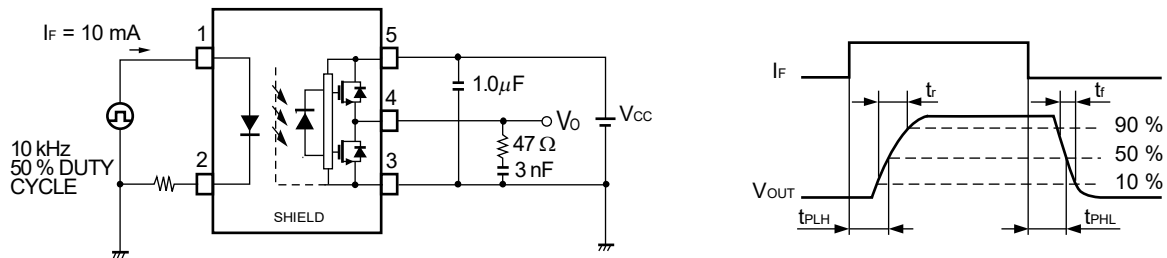 IF = 10 mA
1
5
1.0μF
4
VO
VCC
47 Ω
3 nF
10 kHz
50 % DUTY
CYCLE
2
3
SHIELD
IF
tr
tf
90 %
50 %
10 %
VOUT
tPLH
tPHL